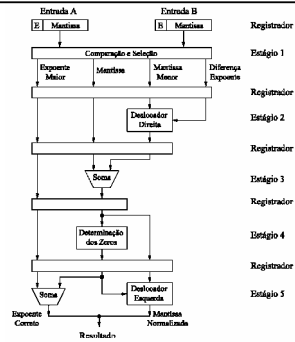 Entrada A Entrada B
E Mantissa E Mantissa Registrador
Comparação e Seleção Estágio 1
Expoente Maior Mantissa Mantissa Menor Diferença Expoente
Registrador
Deslocador Direita Estágio 2
Registrador
Soma Estágio 3
Registrador
Determinação dos Zeros Estágio 4
Registrador
Soma Deslocador Esquerda Estágio 5
Expoente Correto Mantissa Normalizada
Resultado